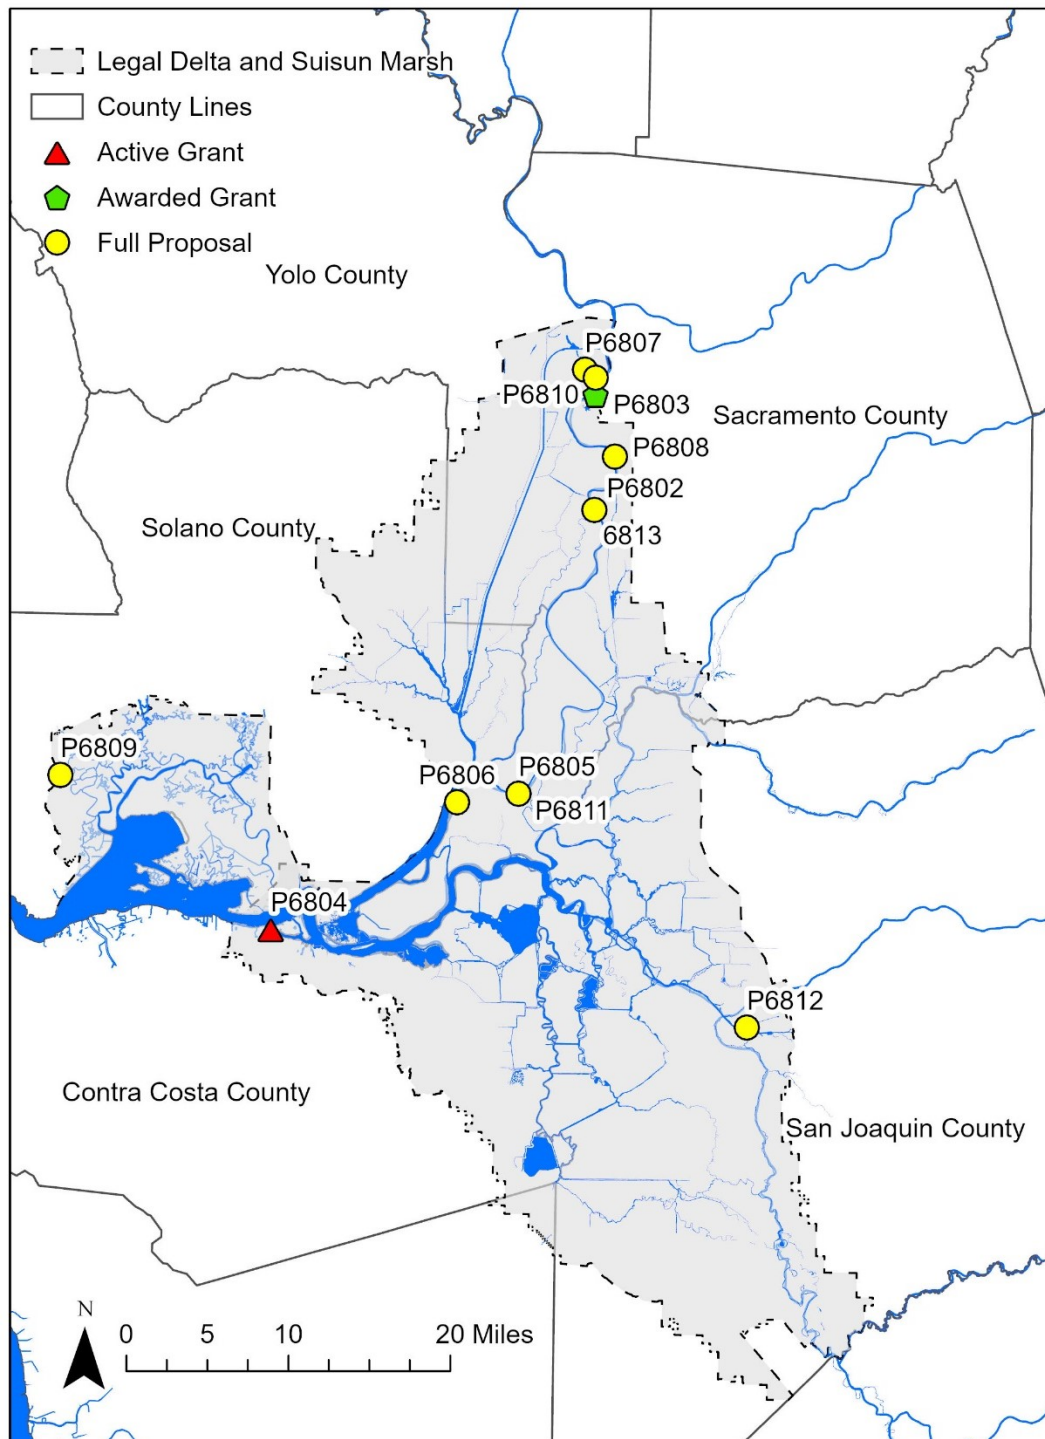 Legal Delta and Suisun Marsh
County Lines
Active Grant
Awarded Grant
Full Proposal
Yolo County
P6807
P6810
P6803
Sacramento County
P6808
P6802
Solano County
6813
P6809
P6806
P6805
P6811
P6804
P6812
Contra Costa County
San Joaquin County
N
0 5 10 20 Miles